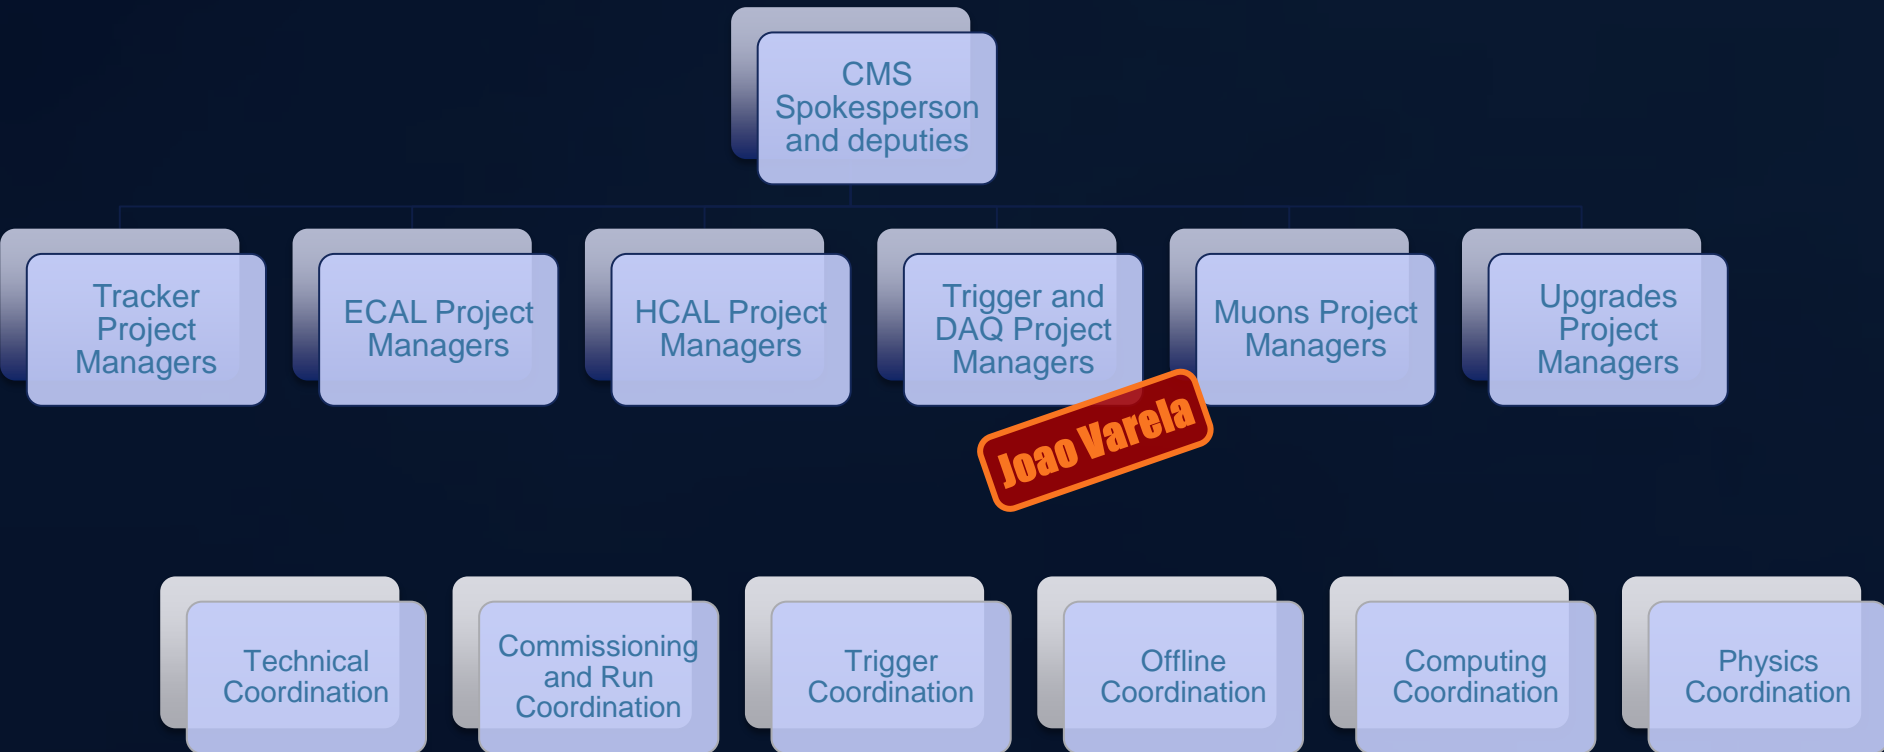 CMS
Spokesperson
and deputies
Tracker
Project
Managers
ECAL Project
Managers
HCAL Project
Managers
Trigger and
DAQ Project
Managers
Muons Project
Managers
Upgrades
Project
Managers
Joao Varela
Technical
Coordination
Commissioning
and Run
Coordination
Trigger
Coordination
Offline
Coordination
Computing
Coordination
Physics
Coordination